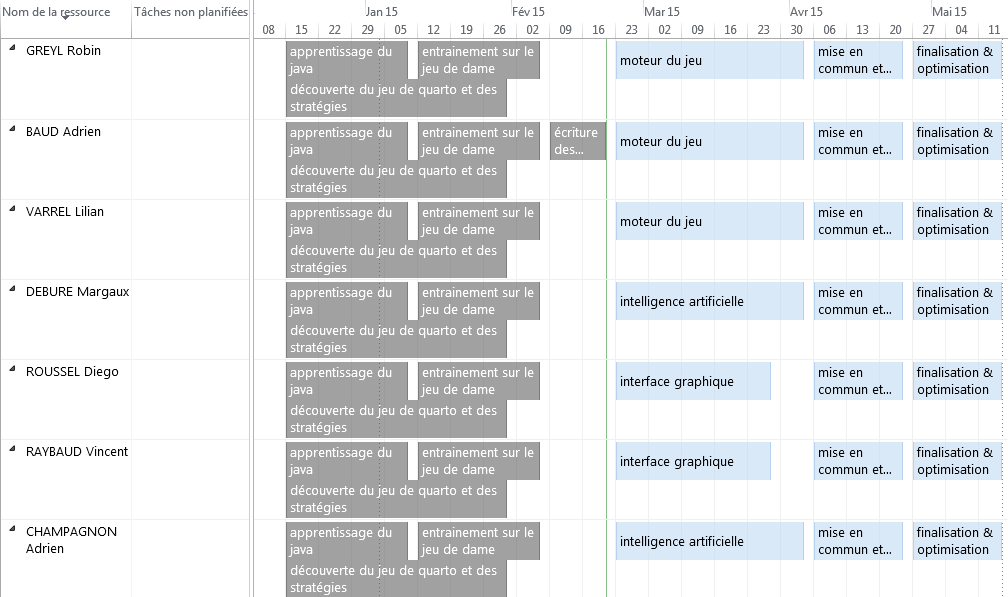 Nom de la ressource Tâches non planifiées Jan 15 Fév 15 Mar 15 Avr 15 Mai 15
08 15 22 29 05 12 19 26 02 09 16 23 02 09 16 23 30 06 13 20 27 04 11
GREYL Robin
apprentissage du
java
entrainement sur le
jeu de dame
moteur du jeu
mise en
commun et...
finalisation &
optimisation
découverte du jeu de quarto et des
stratégies
BAUD Adrien
apprentissage du
java
entrainement sur le
jeu de dame
écriture
des...
moteur du jeu
mise en
commun et...
finalisation &
optimisation
découverte du jeu de quarto et des
stratégies
VARREL Lilian
apprentissage du
java
entrainement sur le
jeu de dame
moteur du jeu
mise en
commun et...
finalisation &
optimisation
découverte du jeu de quarto et des
stratégies
DEBURE Margaux
apprentissage du
java
entrainement sur le
jeu de dame
intelligence artificielle
mise en
commun et...
finalisation &
optimisation
découverte du jeu de quarto et des
stratégies
ROUSSEL Diego
apprentissage du
java
entrainement sur le
jeu de dame
interface graphique
mise en
commun et...
finalisation &
optimisation
découverte du jeu de quarto et des
stratégies
RAYBAUD Vincent
apprentissage du
java
entrainement sur le
jeu de dame
interface graphique
mise en
commun et...
finalisation &
optimisation
découverte du jeu de quarto et des
stratégies
CHAMPAGNON
Adrien
apprentissage du
java
entrainement sur le
jeu de dame
intelligence artificielle
mise en
commun et...
finalisation &
optimisation
découverte du jeu de quarto et des
stratégies